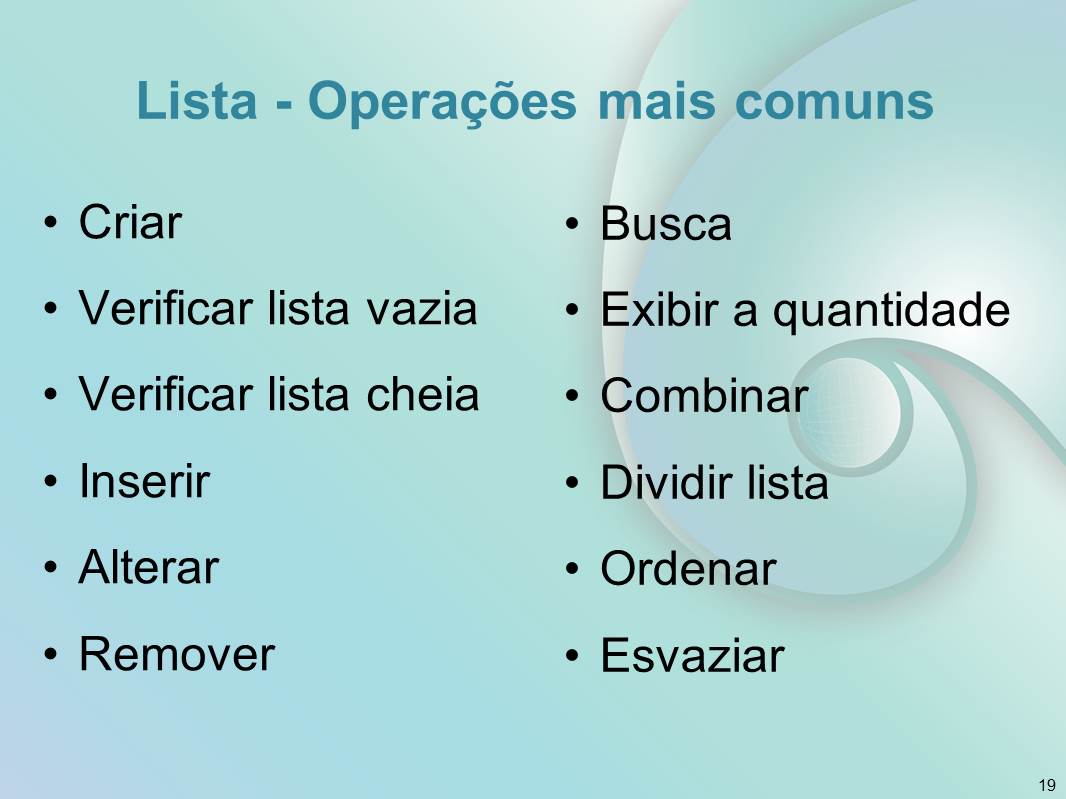 Lista - Operações mais comuns
• Criar
• Verificar lista vazia
• Verificar lista cheia
• Inserir
• Alterar
• Remover
• Busca
• Exibir a quantidade
• Combinar
• Dividir lista
• Ordenar
• Esvaziar
19